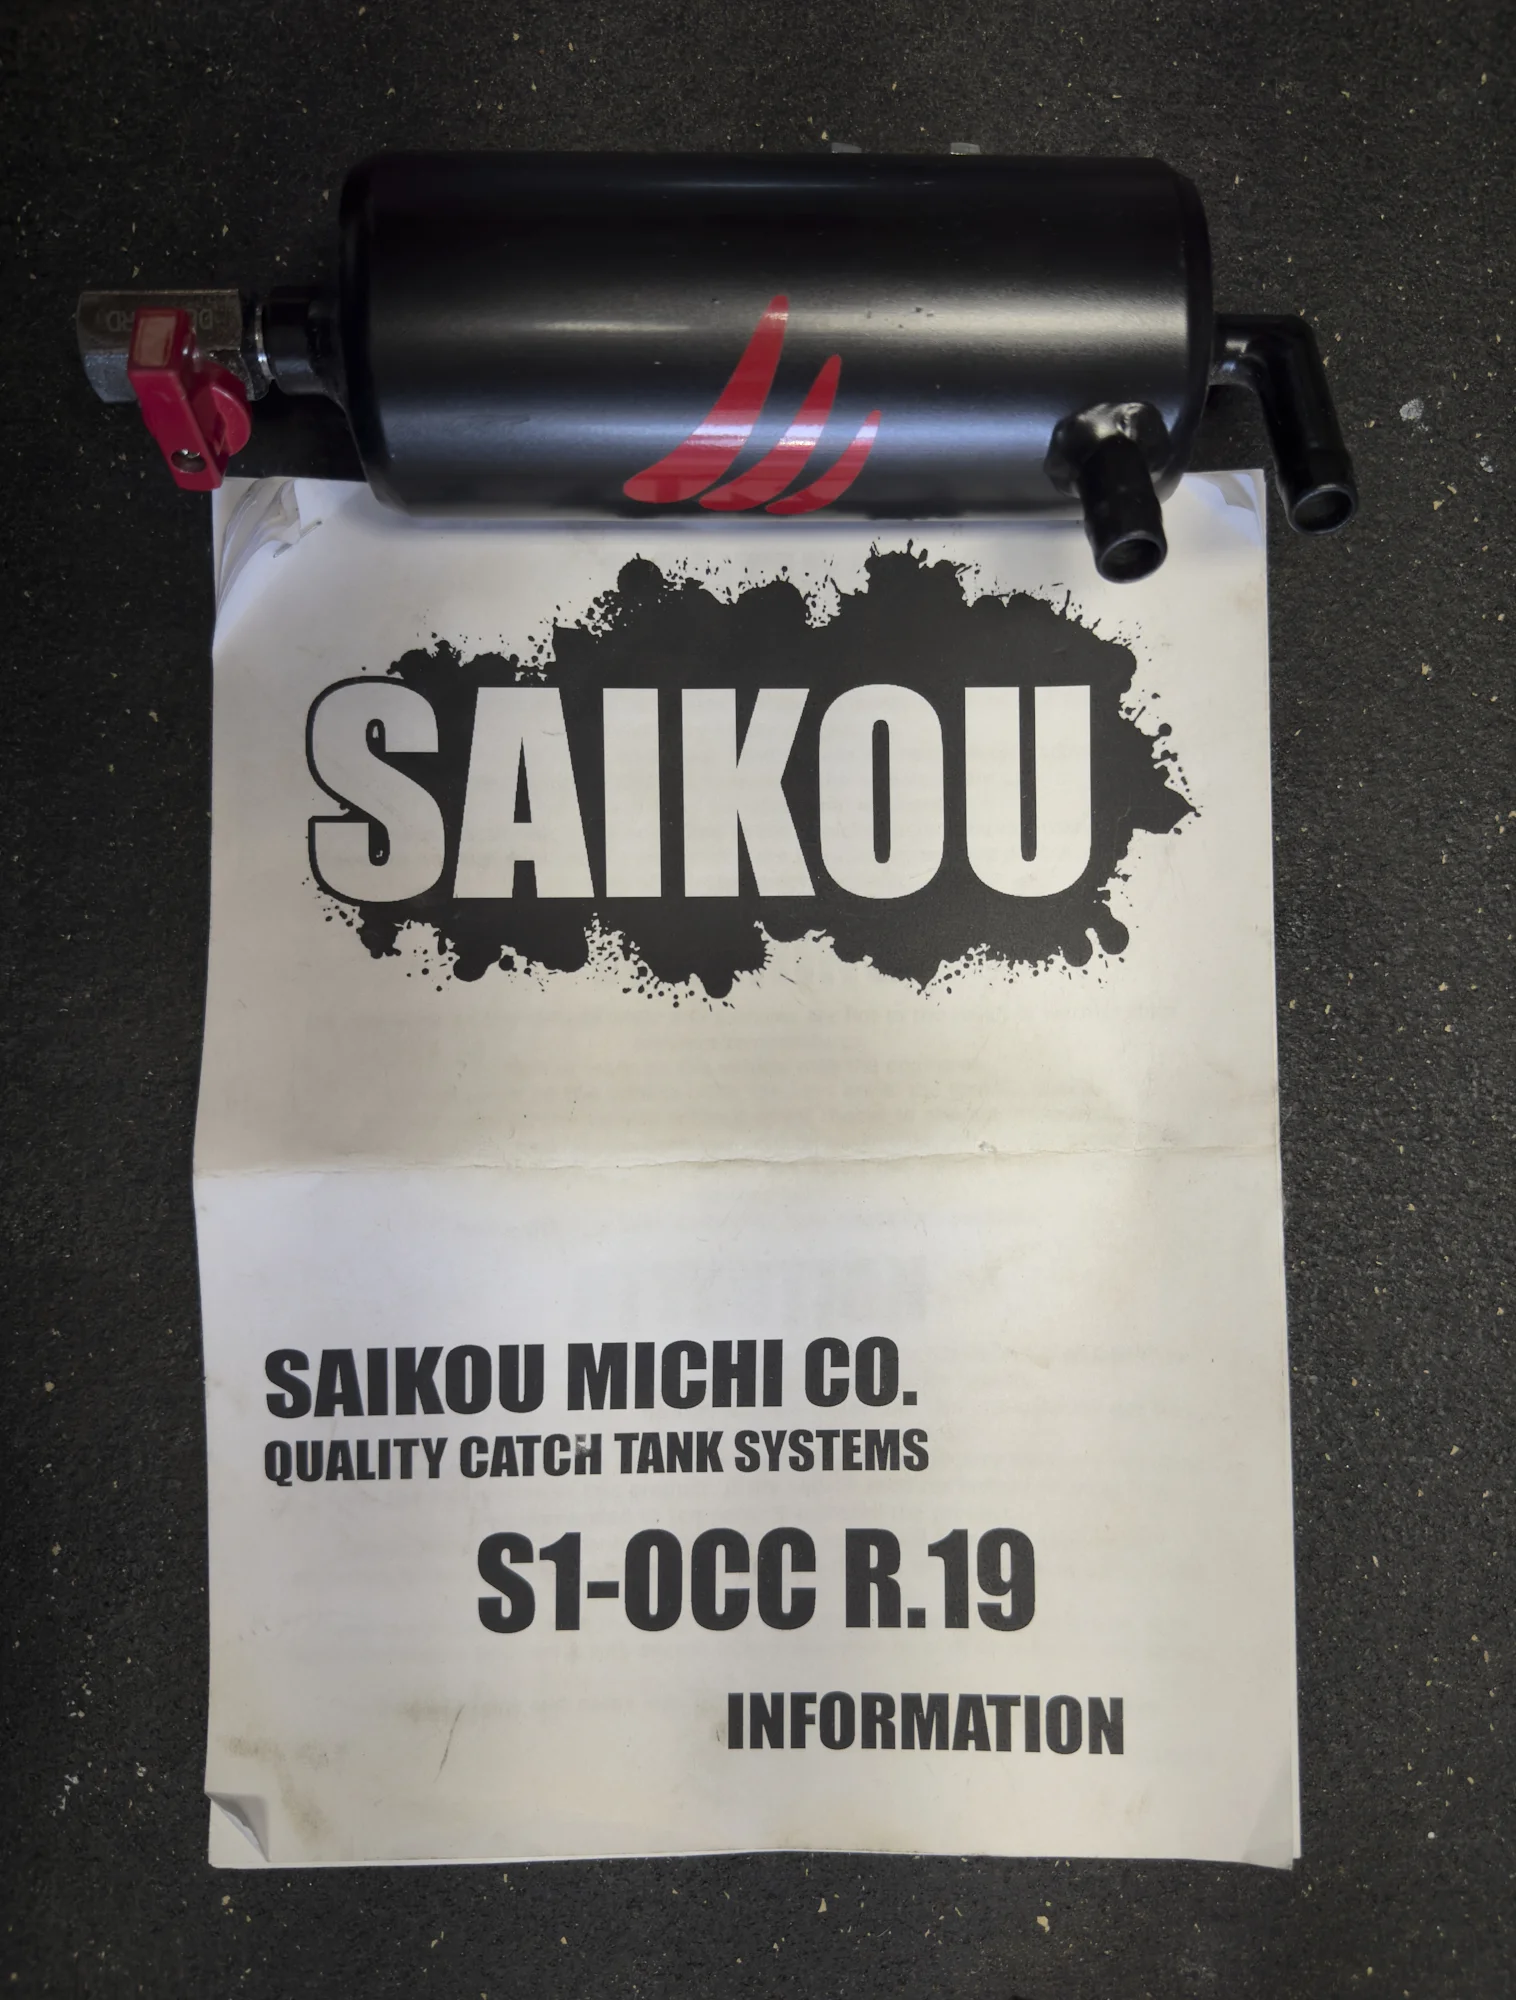 SAIKOU
SAIKOU MICHI CO.
QUALITY CATCH TANK SYSTEMS
S1-OCC R.19
INFORMATION